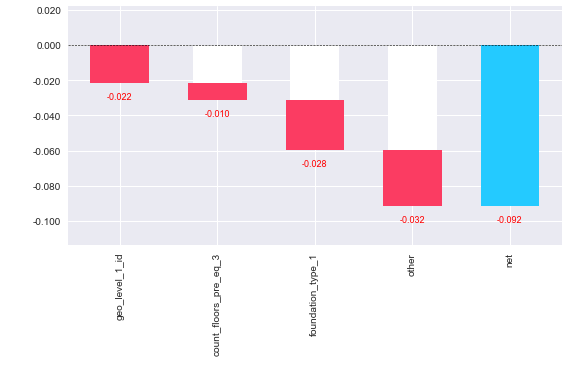 0.020
0.000
-0.020
-0.040
-0.060
-0.080
-0.100
-0.022
-0.010
-0.028
-0.032
-0.092
geo_level_1_id
count_floors_pre_eq_3
foundation_type_1
other
net